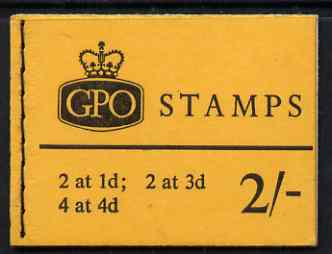 GPO STAMPS
2 at 1d; 2 at 3d
4 at 4d 2/-